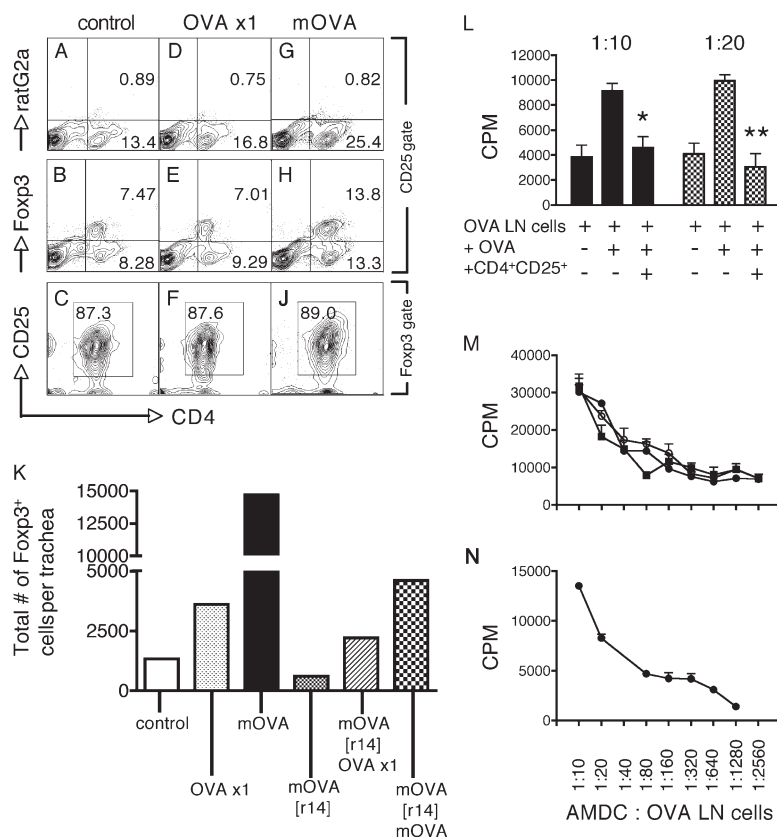 control OVA x1 mOVA
A D G
ratG2a
0.89 0.75 0.82
13.4 16.8 25.4
CD25 gate
B E H
Foxp3
7.47 7.01 13.8
8.28 9.29 13.3
C F J
CD25
87.3 87.6 89.0
Foxp3 gate
CD4
K
Total # of Foxp3+
cellsper trachea
15000
12500
10000
5000
2500
0
control
OVA x1
mOVA
mOVA
[r14]
mOVA
[r14]
OVA x1
mOVA
[r14]
mOVA
L
1:10 1:20
CPM
12000
10000
8000
6000
4000
2000
0
* **
OVA LN cells + + + + + +
+ OVA - + + - + +
+CD4+CD25+ - - + - - +
M
CPM
40000
30000
20000
10000
0
N
CPM
15000
10000
5000
0
1:10
1:20
1:40
1:80
1:160
1:320
1:640
1:1280
1:2560
AMDC : OVA LN cells